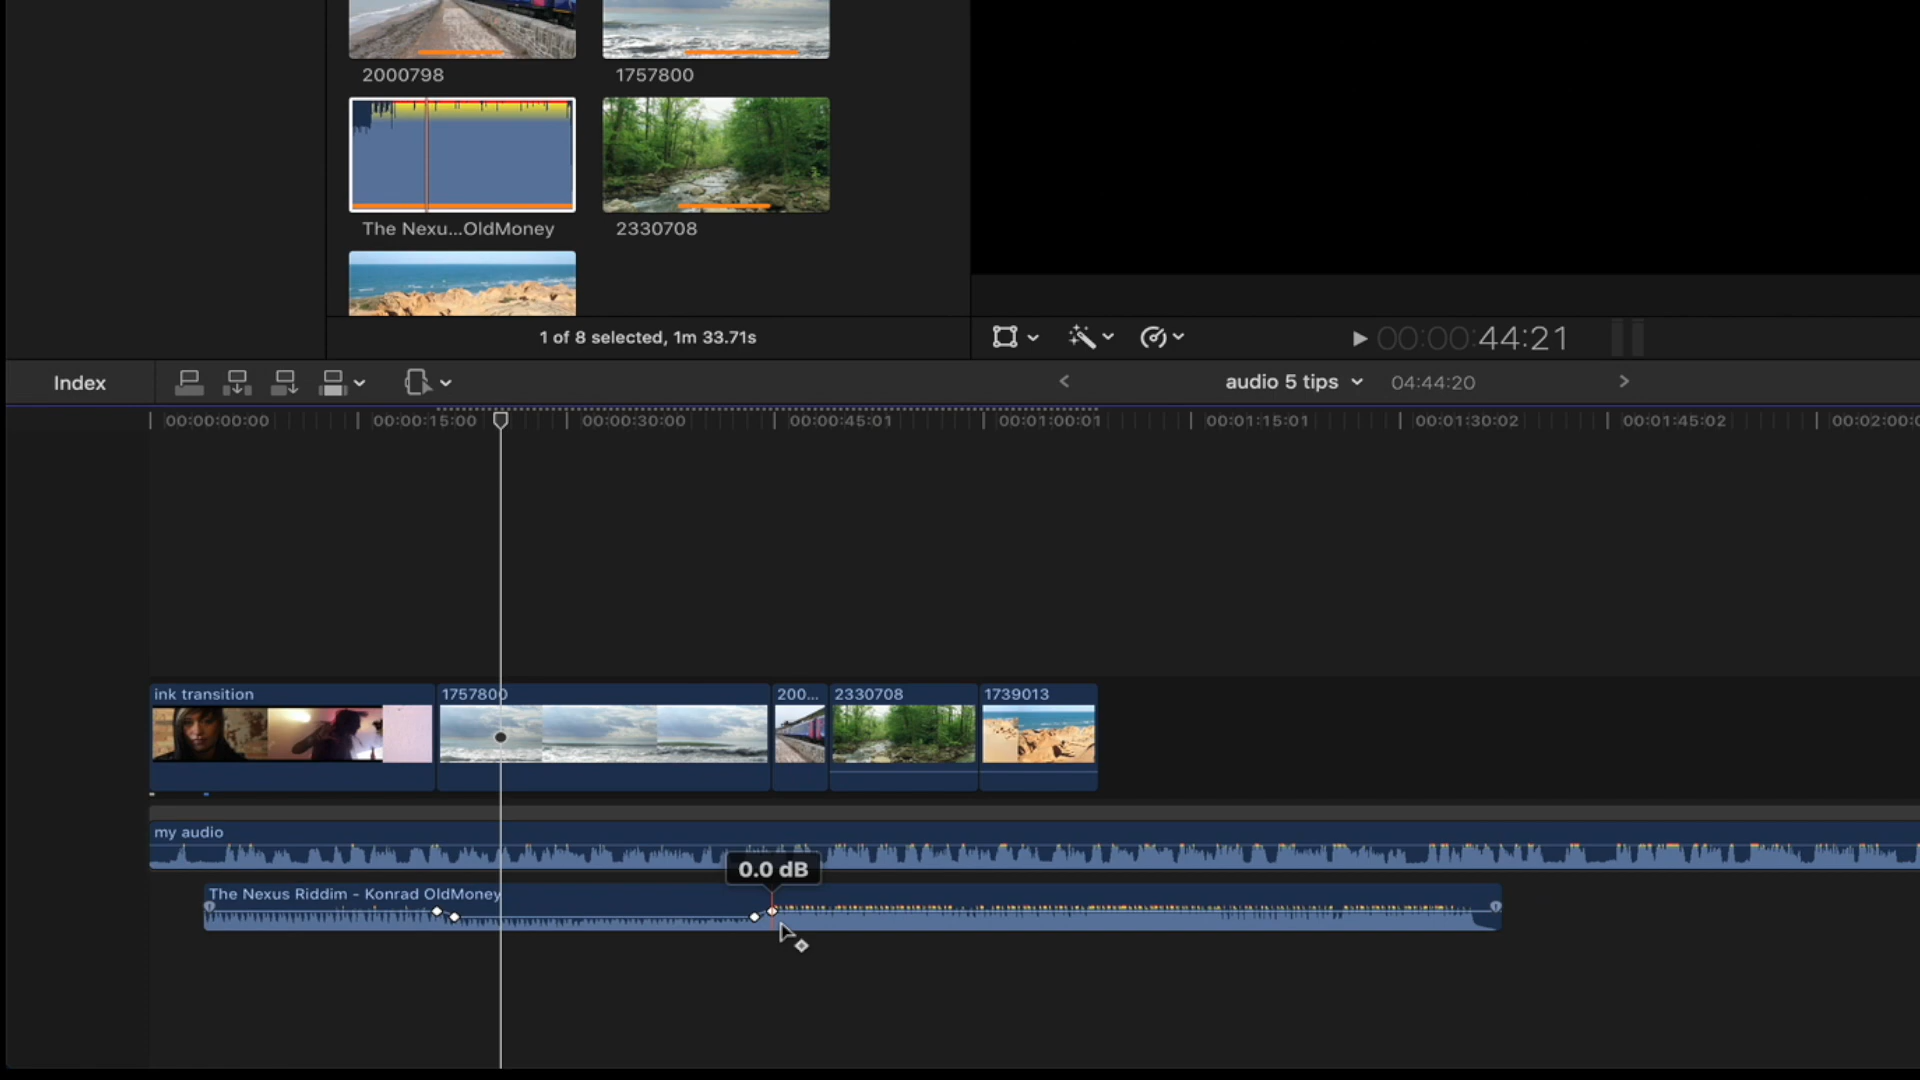 2000798
1757800
The Nexu...OldMoney
2330708
1 of 8 selected, 1m 33.71s
00:00:44:21
Index
audio 5 tips
04:44:20
00:00:00:00
00:00:15:00
00:00:30:00
00:00:45:01
00:01:00:01
00:01:15:01
00:01:30:02
00:01:45:02
00:02:00:0
ink transition
1757800
200...
2330708
1739013
my audio
0.0 dB
The Nexus Riddim - Konrad OldMoney